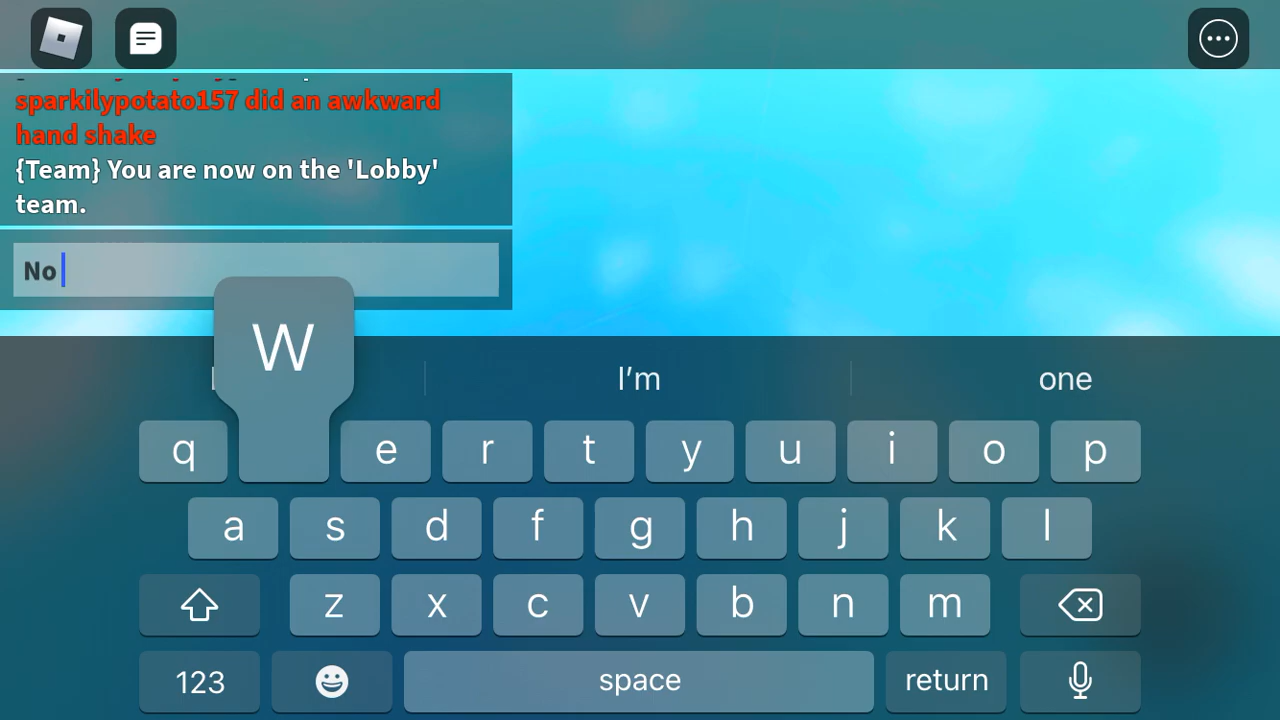 sparkilypotato157 did an awkward
hand shake
{Team} You are now on the 'Lobby'
team.
No
W
I'm
one
q e r t y u i o p
a s d f g h j k l
z x c v b n m
123 space return